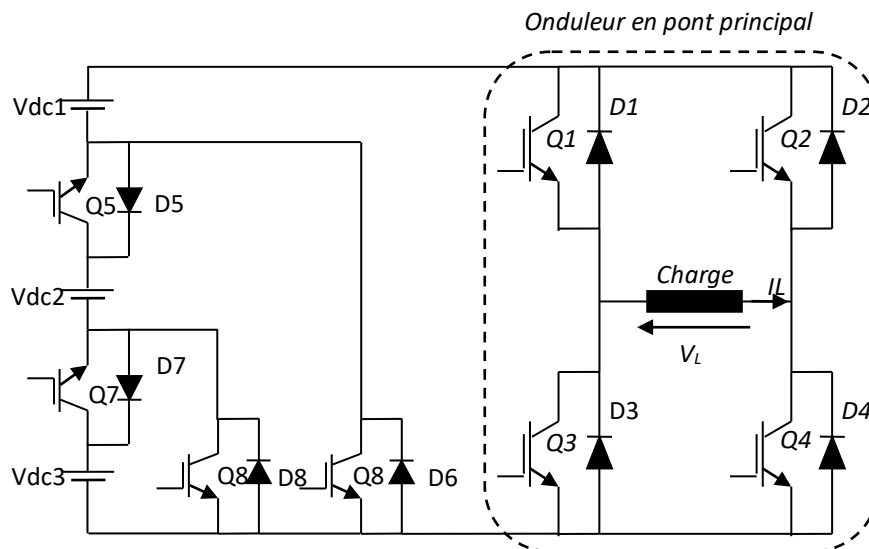 Onduleur en pont principal
Vdc1
D1
D2
Q1
Q2
Q5
D5
Charge
IL
Vdc2
VL
D7
Q7
D3
D4
Q3
Q4
Vdc3
Q8
D8
Q8
D6